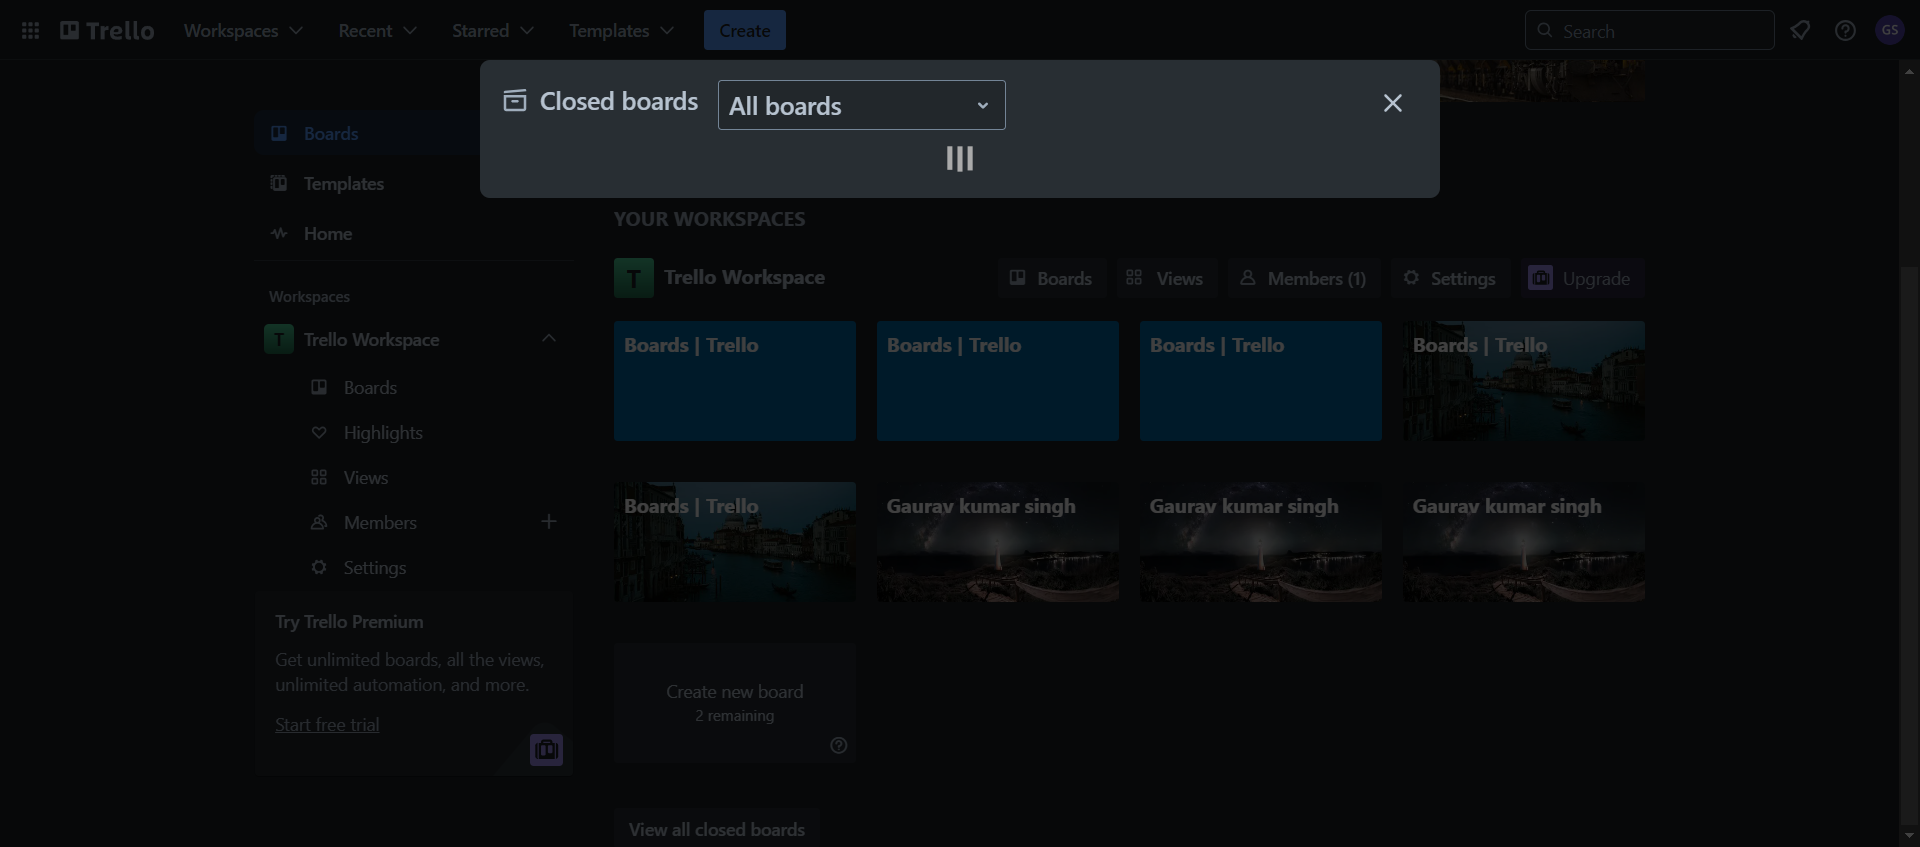 Trello
Workspaces
Recent
Starred
Templates
Create
Search
GS
Closed boards
All boards
Boards
Templates
Home
Workspaces
T
Trello Workspace
Boards
Highlights
Views
Members
Settings
Try Trello Premium
Get unlimited boards, all the views,
unlimited automation, and more.
Start free trial
YOUR WORKSPACES
T
Trello Workspace
Boards
Views
Members (1)
Settings
Upgrade
Boards | Trello
Boards | Trello
Boards | Trello
Boards | Trello
Boards | Trello
Gaurav kumar singh
Gaurav kumar singh
Gaurav kumar singh
Create new board
2 remaining
View all closed boards